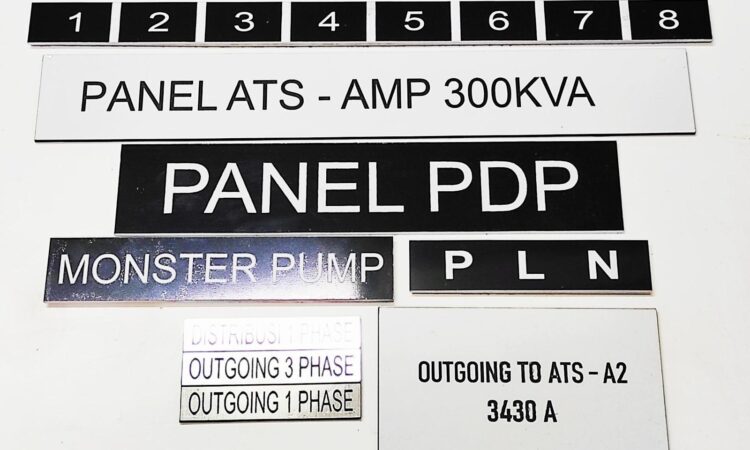 1 2 3 4 5 6 7 8
PANEL ATS - AMP 300KVA
PANEL PDP
MONSTER PUMP
P L N
DISTRIBUSI 1 PHASE
OUTGOING 3 PHASE
OUTGOING 1 PHASE
OUTGOING TO ATS - A2
3430 A